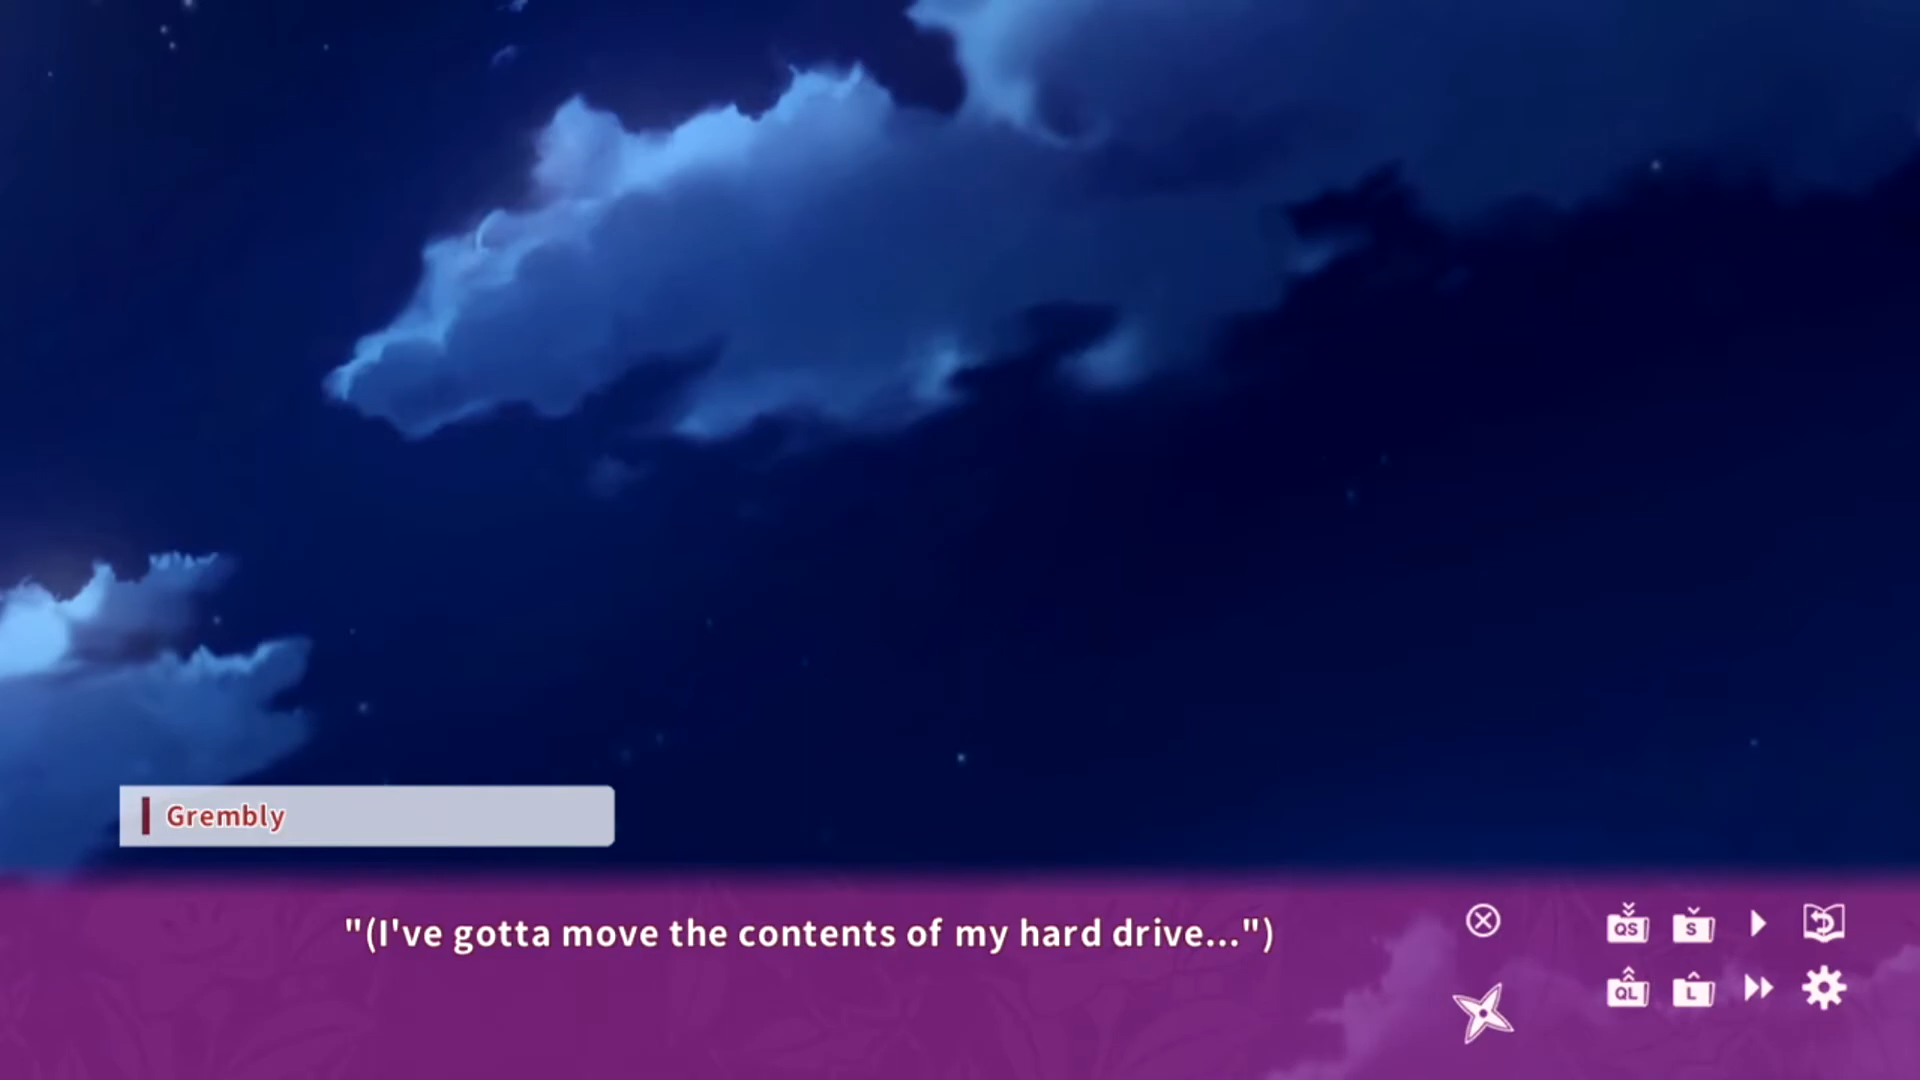 Grembly
"(I've gotta move the contents of my hard drive...")
QS
S
QL
L